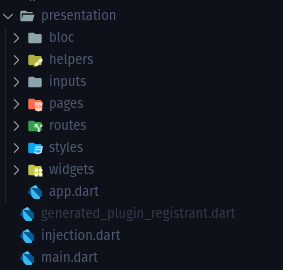 presentation
bloc
helpers
inputs
pages
routes
styles
widgets
app.dart
generated_plugin_registrant.dart
injection.dart
main.dart